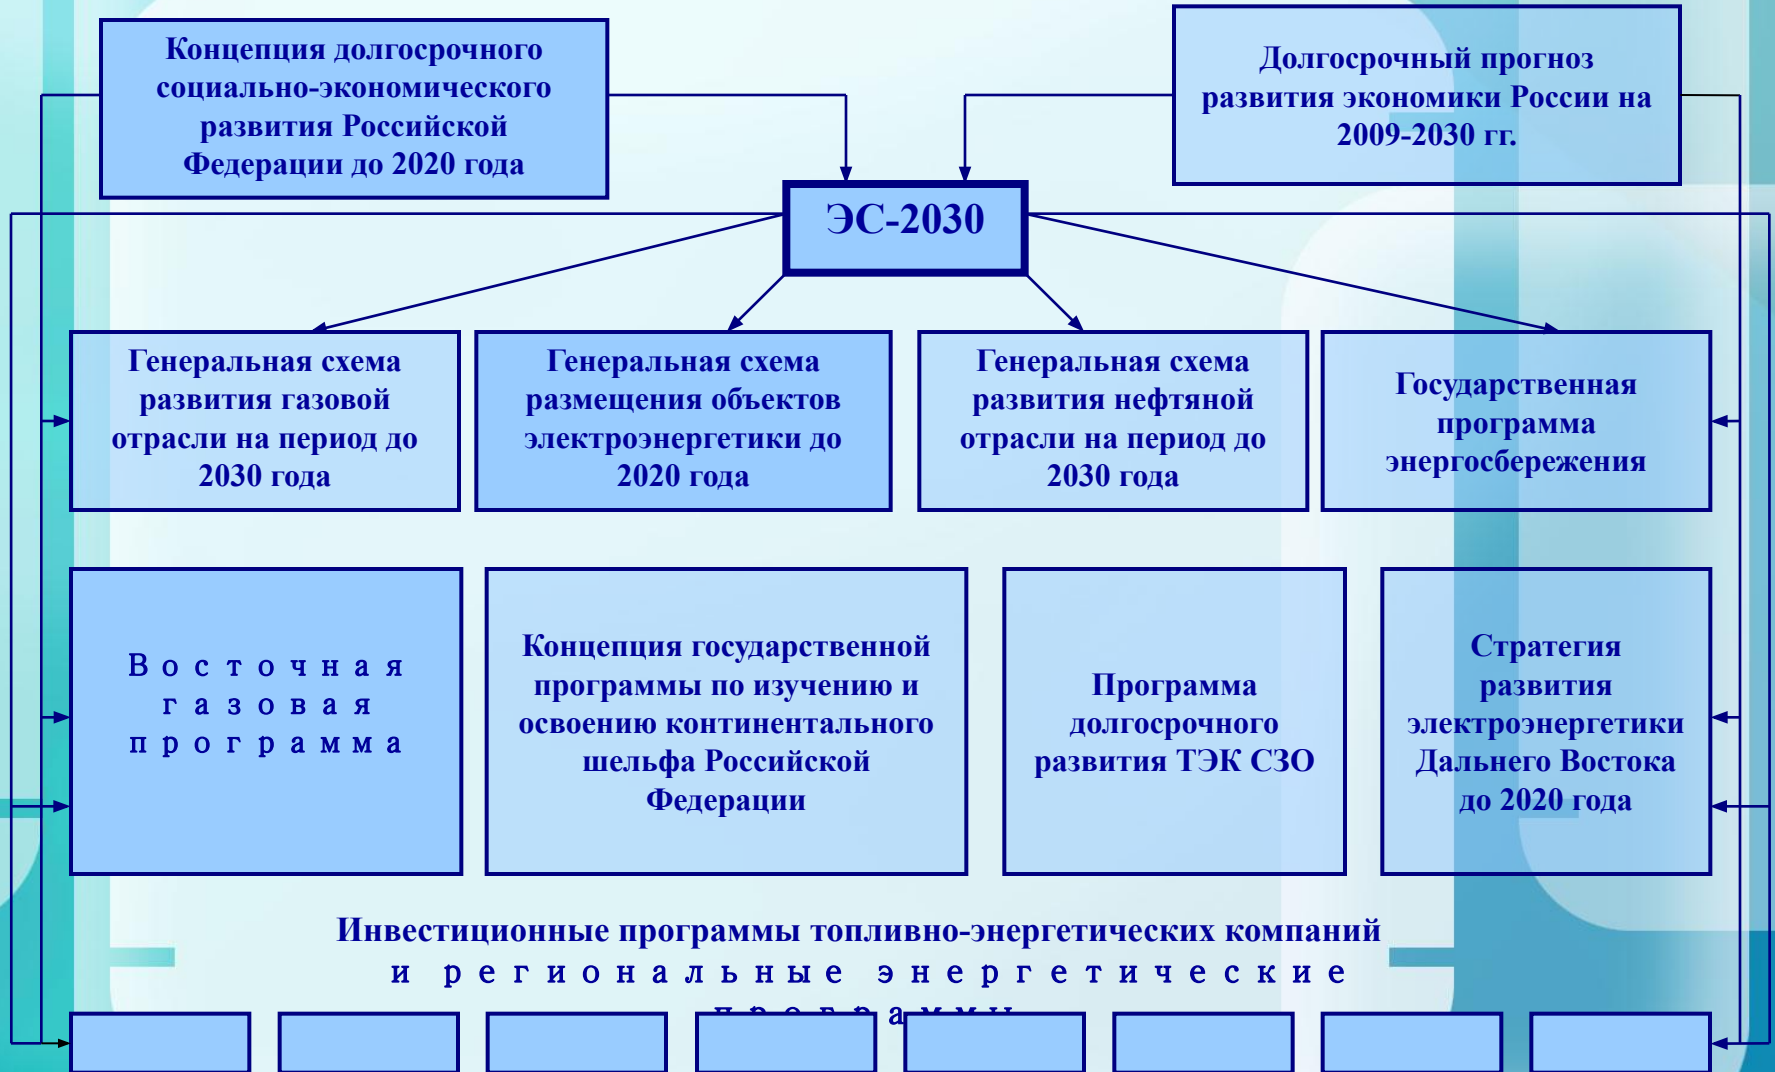 Концепция долгосрочного
социально-экономического
развития Российской
Федерации до 2020 года
Долгосрочный прогноз
развития экономики России на
2009-2030 гг.
ЭС-2030
Генеральная схема
развития газовой
отрасли на период до
2030 года
Генеральная схема
размещения объектов
электроэнергетики до
2020 года
Генеральная схема
развития нефтяной
отрасли на период до
2030 года
Государственная
программа
энергосбережения
Восточная
газовая
программа
Концепция государственной
программы по изучению и
освоению континентального
шельфа Российской
Федерации
Программа
долгосрочного
развития ТЭК СЗО
Стратегия
развития
электроэнергетики
Дальнего Востока
до 2020 года
Инвестиционные программы топливно-энергетических компаний
и региональные энергетические
программы